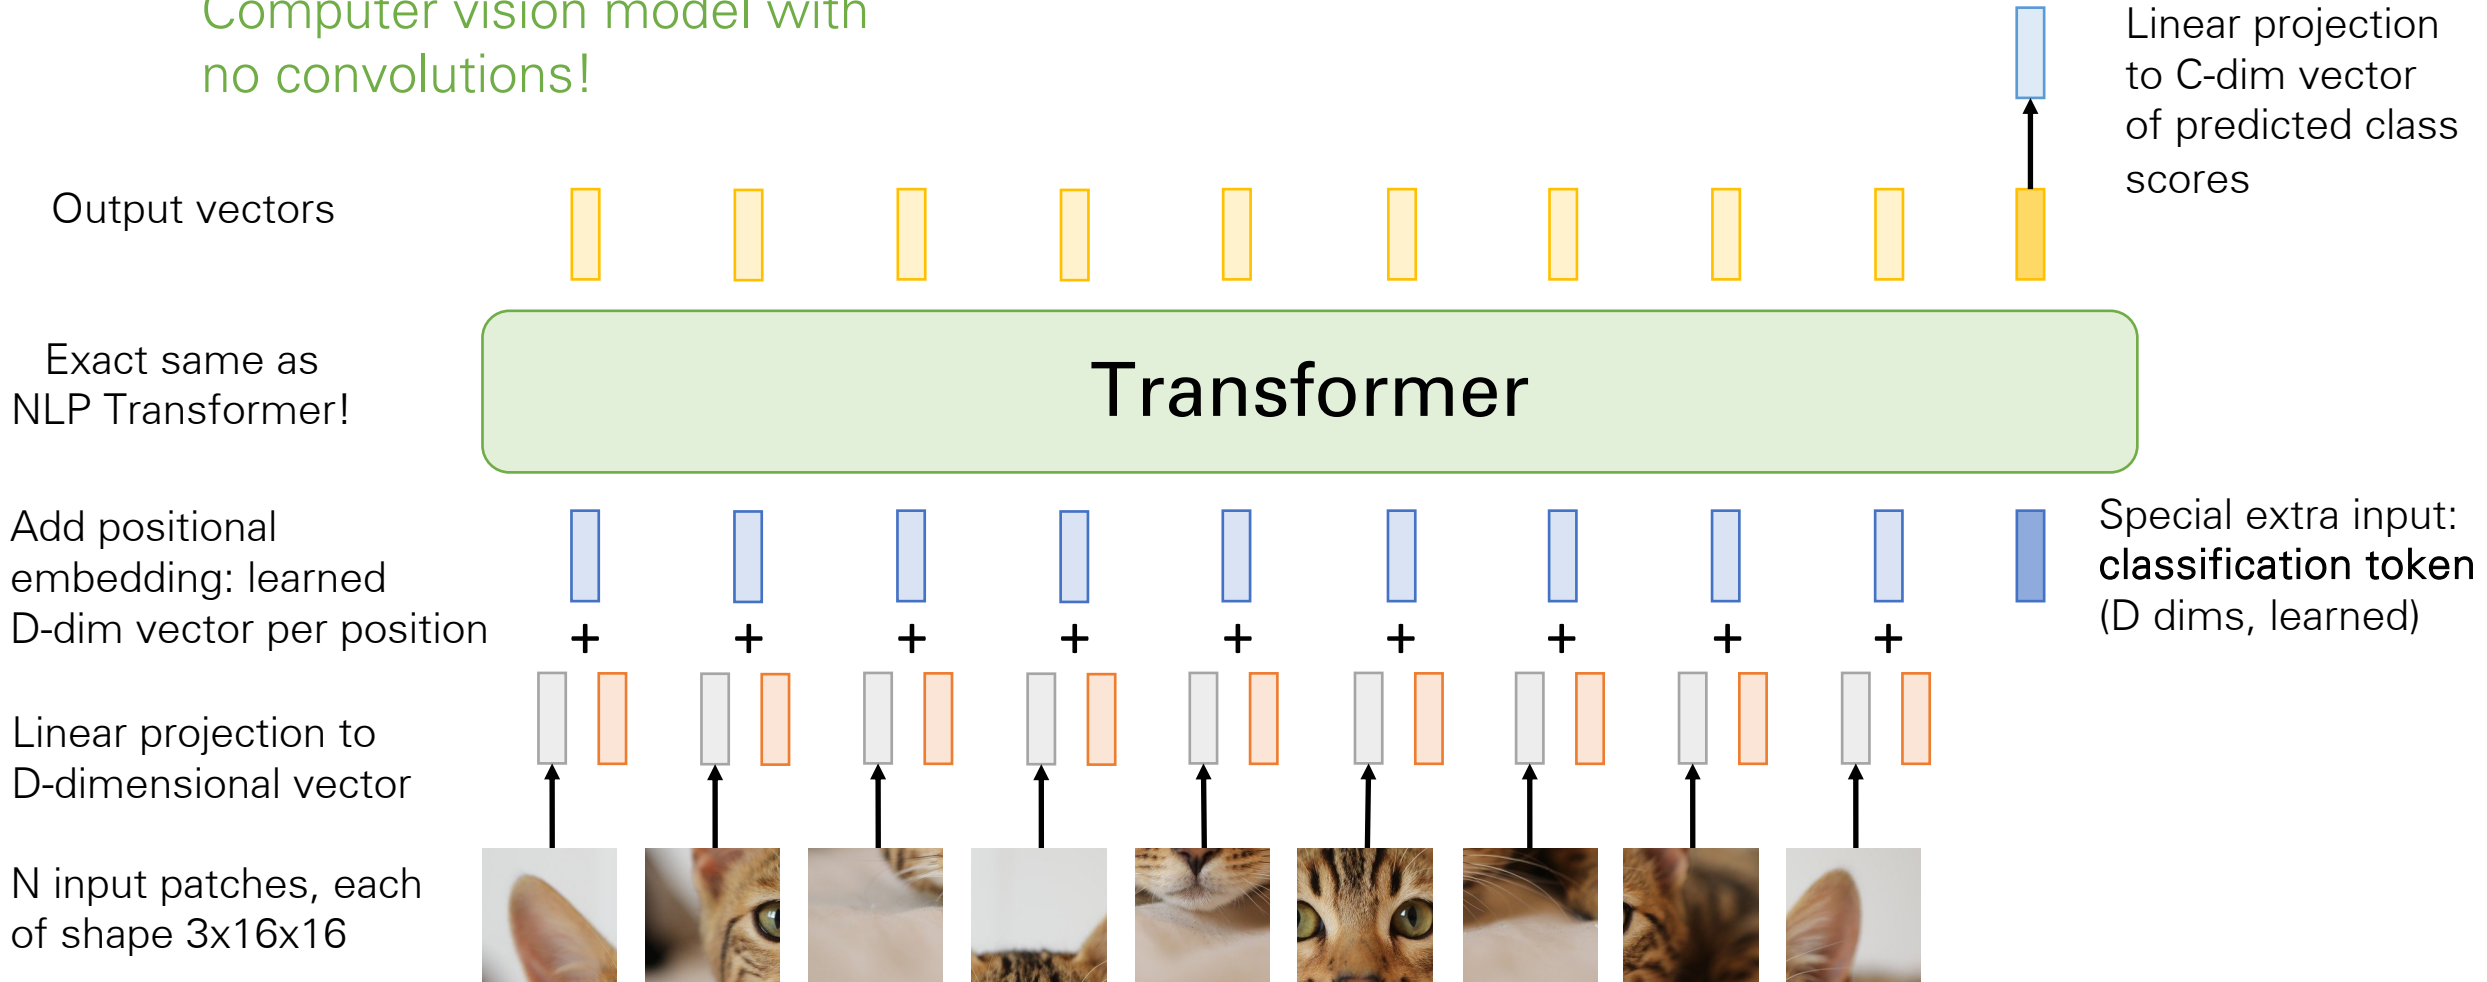 Computer vision model with
no convolutions!
Linear projection
to C-dim vector
of predicted class
scores
Output vectors
Exact same as
NLP Transformer!
Transformer
Add positional
embedding: learned
D-dim vector per position
Special extra input:
classification token
(D dims, learned)
+ + + + + + + + +
Linear projection to
D-dimensional vector
N input patches, each
of shape 3x16x16